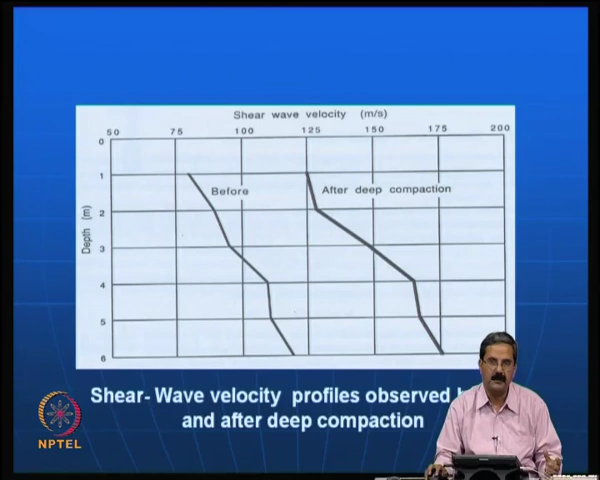 Shear wave velocity (m/s)
50 75 100 125 150 175 200
0
1
Before After deep compaction
2
Depth (m)
3
4
5
6
Shear- Wave velocity profiles observed
and after deep compaction
NPTEL